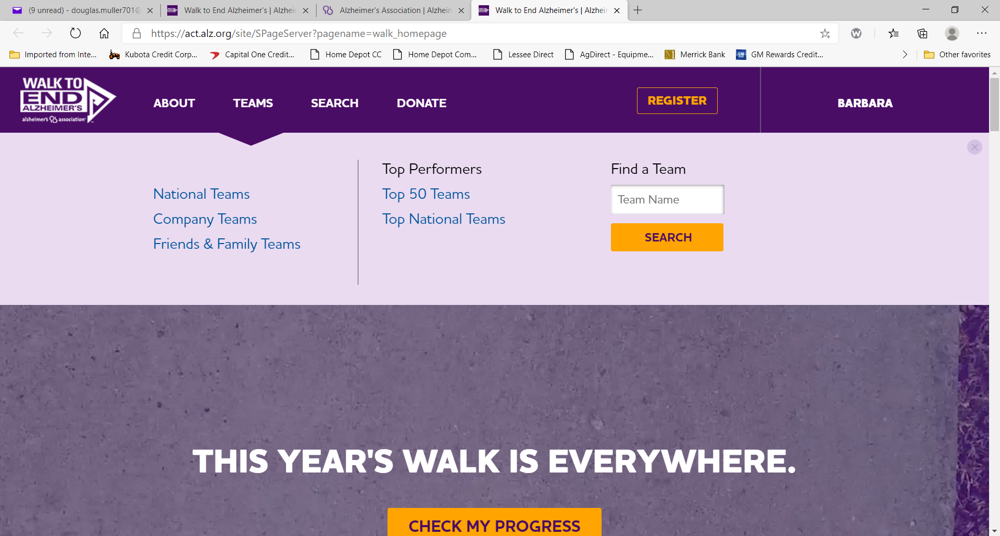 (9 unread) - douglas.muller701@
Walk to End Alzheimer's | Alzhei
Alzheimer's Association | Alzhei
Walk to End Alzheimer's | Alzhei
https://act.alz.org/site/SPageServer?pagename=walk_homepage
W
Imported from Inte...
Kubota Credit Corp...
Capital One Credit...
Home Depot CC
Home Depot Com...
Lessee Direct
AgDirect - Equipme...
Merrick Bank
GM Rewards Credit...
Other favorites
WALK TO
END
ALZHEIMER'S
alzheimer's association
ABOUT
TEAMS
SEARCH
DONATE
REGISTER
BARBARA
National Teams
Company Teams
Friends & Family Teams
Top Performers
Top 50 Teams
Top National Teams
Find a Team
Team Name
SEARCH
THIS YEAR'S WALK IS EVERYWHERE.
CHECK MY PROGRESS